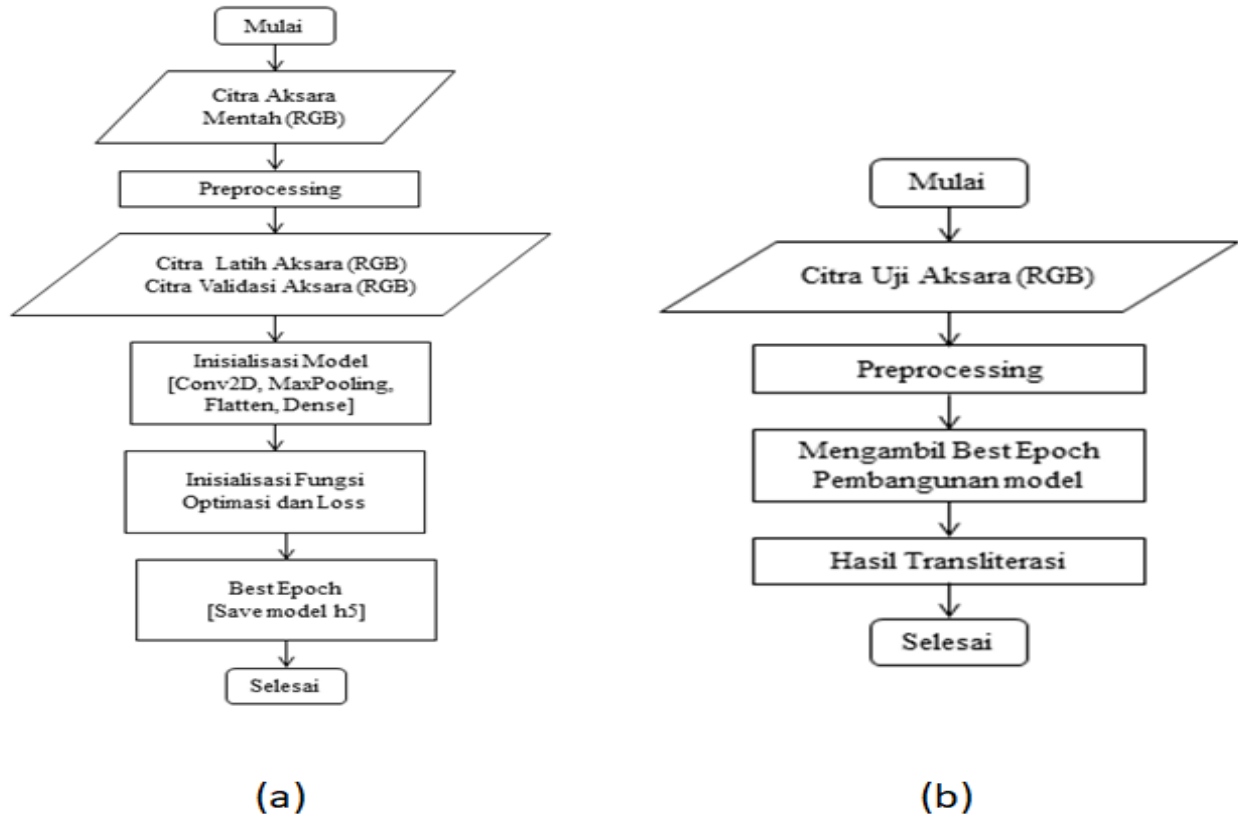 Mulai
Citra Aksara
Mentah (RGB)
Preprocessing
Citra Latih Aksara (RGB)
Citra Validasi Aksara (RGB)
Inisialisasi Model
[Conv2D, MaxPooling,
Flatten, Dense]
Inisialisasi Fungsi
Optimasi dan Loss
Best Epoch
[Save model h5]
Selesai
(a)
Mulai
Citra Uji Aksara (RGB)
Preprocessing
Mengambil Best Epoch
Pembangunan model
Hasil Transliterasi
Selesai
(b)